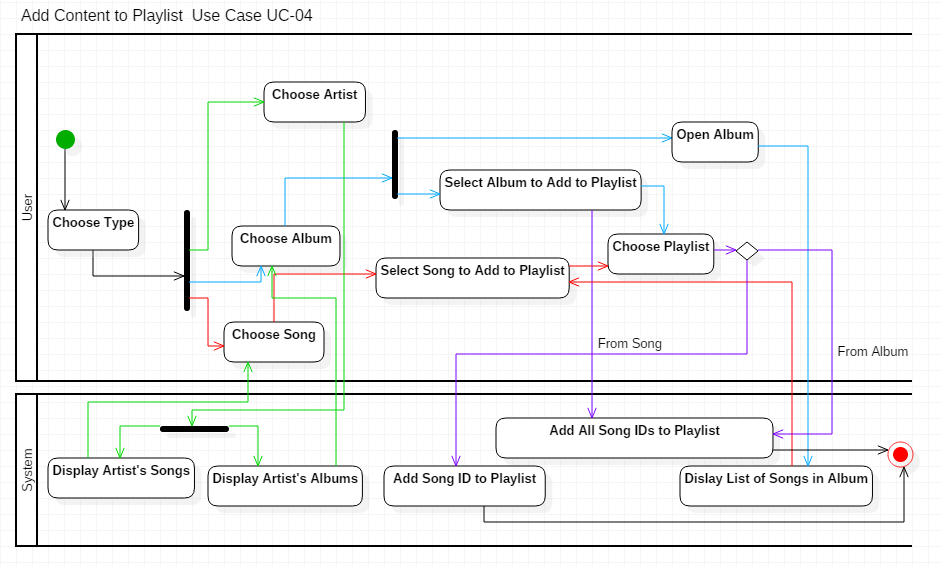 Add Content to Playlist  Use Case UC-04
User
Choose Artist
Open Album
Select Album to Add to Playlist
Choose Type
Choose Album
Choose Playlist
Select Song to Add to Playlist
Choose Song
From Song
From Album
System
Add All Song IDs to Playlist
Display Artist's Songs
Display Artist's Albums
Add Song ID to Playlist
Dislay List of Songs in Album